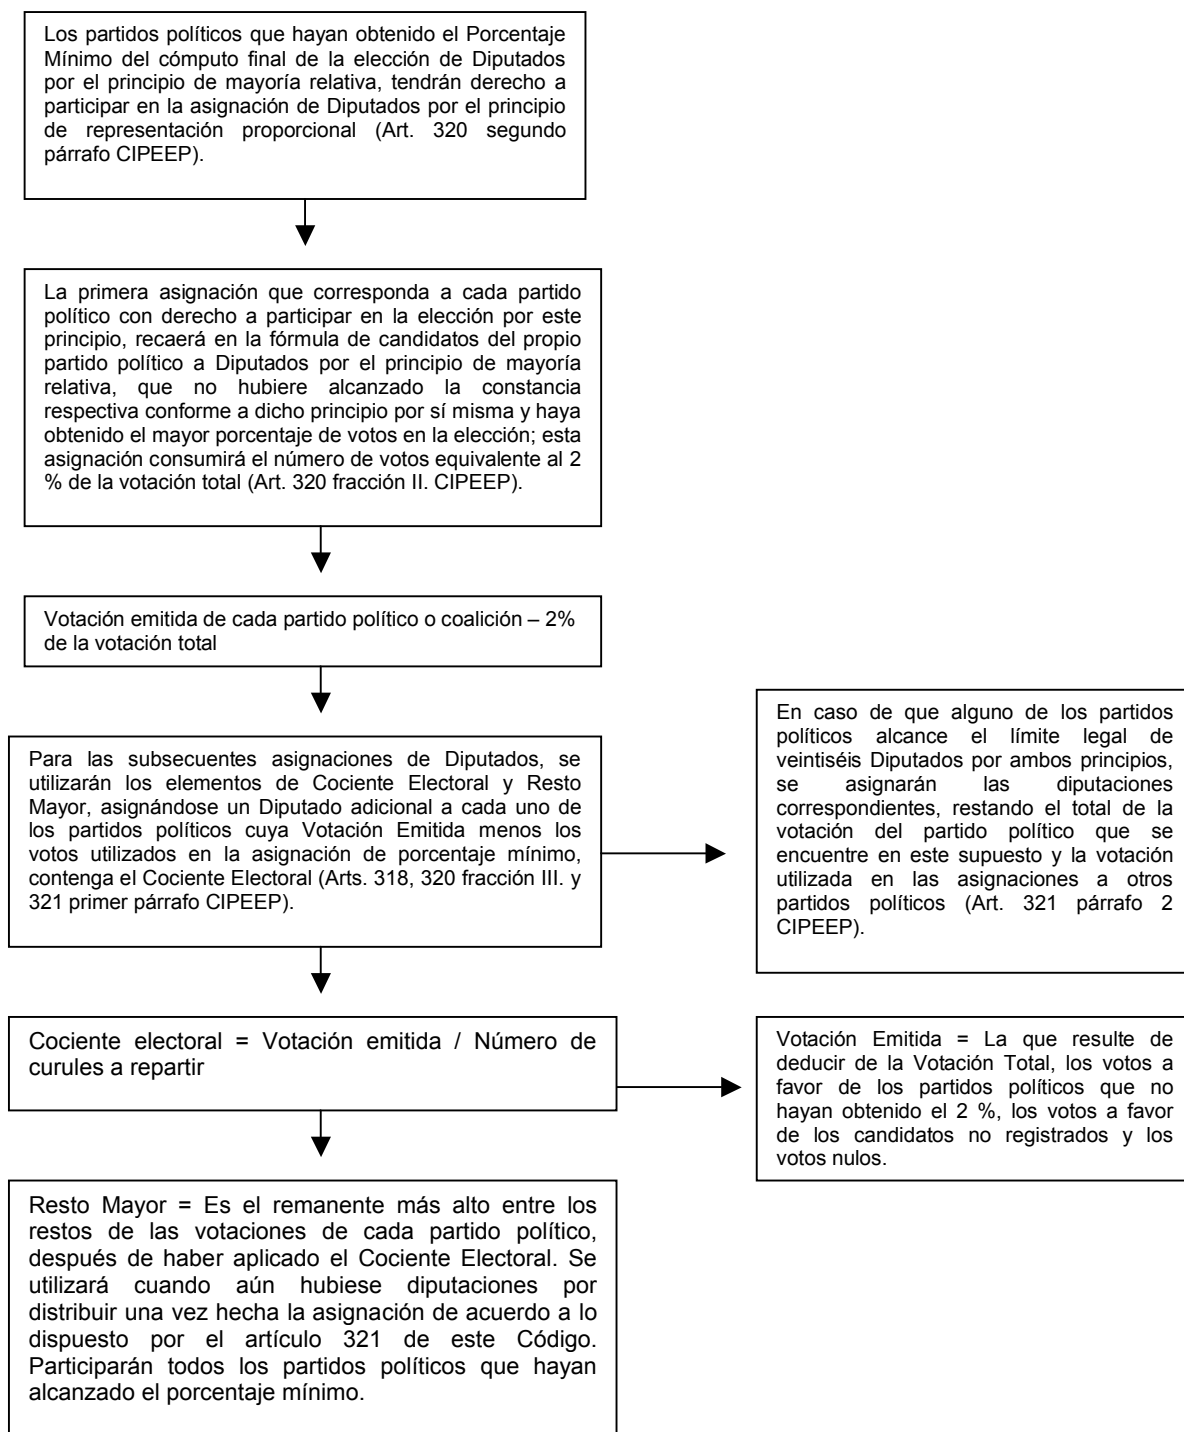 Los partidos políticos que hayan obtenido el Porcentaje
Mínimo del cómputo final de la elección de Diputados
por el principio de mayoría relativa, tendrán derecho a
participar en la asignación de Diputados por el principio
de representación proporcional (Art. 320 segundo
párrafo CIPEEP).
La primera asignación que corresponda a cada partido
político con derecho a participar en la elección por este
principio, recaerá en la fórmula de candidatos del propio
partido político a Diputados por el principio de mayoría
relativa, que no hubiere alcanzado la constancia
respectiva conforme a dicho principio por sí misma y haya
obtenido el mayor porcentaje de votos en la elección; esta
asignación consumirá el número de votos equivalente al 2
% de la votación total (Art. 320 fracción II. CIPEEP).
Votación emitida de cada partido político o coalición – 2%
de la votación total
Para las subsecuentes asignaciones de Diputados, se
utilizarán los elementos de Cociente Electoral y Resto
Mayor, asignándose un Diputado adicional a cada uno de
los partidos políticos cuya Votación Emitida menos los
votos utilizados en la asignación de porcentaje mínimo,
contenga el Cociente Electoral (Arts. 318, 320 fracción III. y
321 primer párrafo CIPEEP).
En caso de que alguno de los partidos
políticos alcance el límite legal de
veintiséis Diputados por ambos principios,
se asignarán las diputaciones
correspondientes, restando el total de la
votación del partido político que se
encuentre en este supuesto y la votación
utilizada en las asignaciones a otros
partidos políticos (Art. 321 párrafo 2
CIPEEP).
Cociente electoral = Votación emitida / Número de
curules a repartir
Votación Emitida = La que resulte de
deducir de la Votación Total, los votos a
favor de los partidos políticos que no
hayan obtenido el 2 %, los votos a favor
de los candidatos no registrados y los
votos nulos.
Resto Mayor = Es el remanente más alto entre los
restos de las votaciones de cada partido político,
después de haber aplicado el Cociente Electoral. Se
utilizará cuando aún hubiese diputaciones por
distribuir una vez hecha la asignación de acuerdo a lo
dispuesto por el artículo 321 de este Código.
Participarán todos los partidos políticos que hayan
alcanzado el porcentaje mínimo.